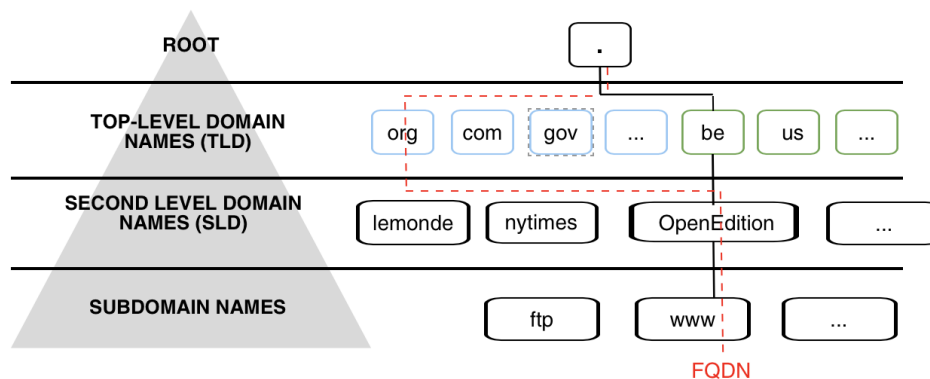 ROOT
.
TOP-LEVEL DOMAIN
NAMES (TLD)
org
com
gov
...
be
us
...
SECOND LEVEL DOMAIN
NAMES (SLD)
lemonde
nytimes
OpenEdition
...
SUBDOMAIN NAMES
ftp
www
...
FQDN